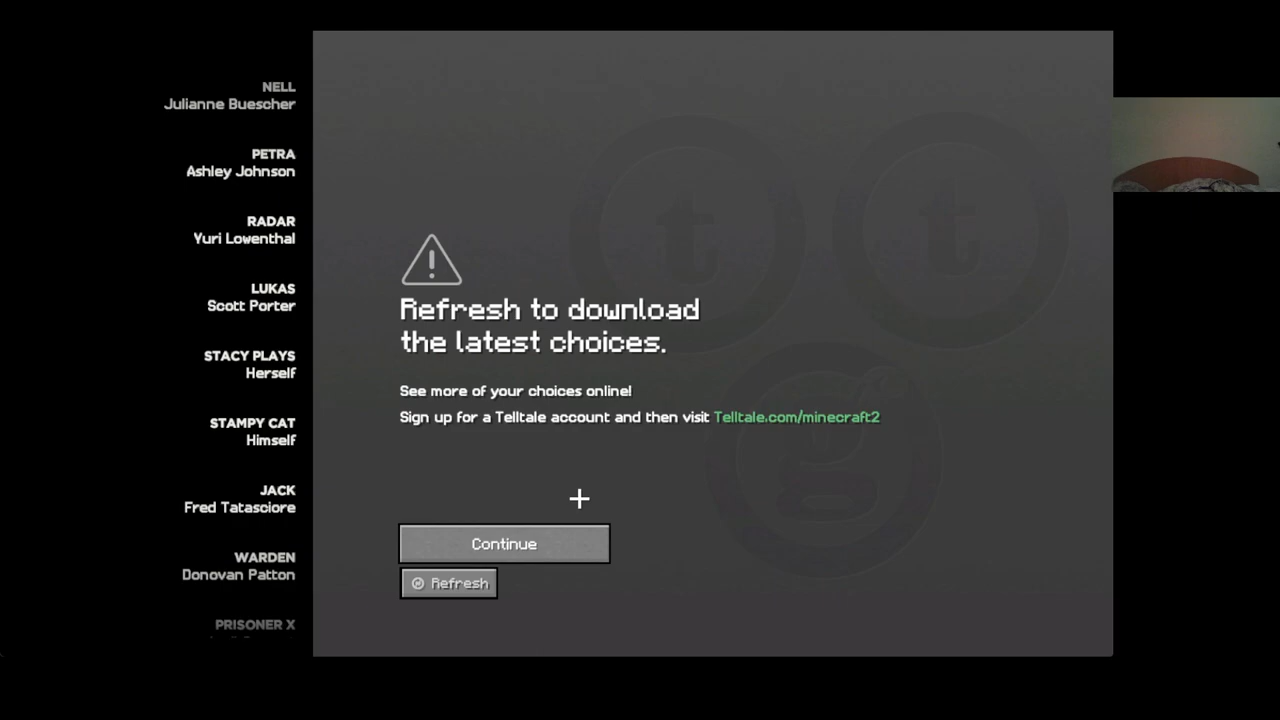 NELL
Julianne Buescher
PETRA
Ashley Johnson
RADAR
Yuri Lowenthal
LUKAS
Scott Porter
STACY PLAYS
Herself
STAMPY CAT
Himself
JACK
Fred Tatasciore
WARDEN
Donovan Patton
PRISONER X
Refresh to download
the latest choices.
See more of your choices online!
Sign up for a Telltale account and then visit Telltale.com/minecraft2
Continue
Refresh